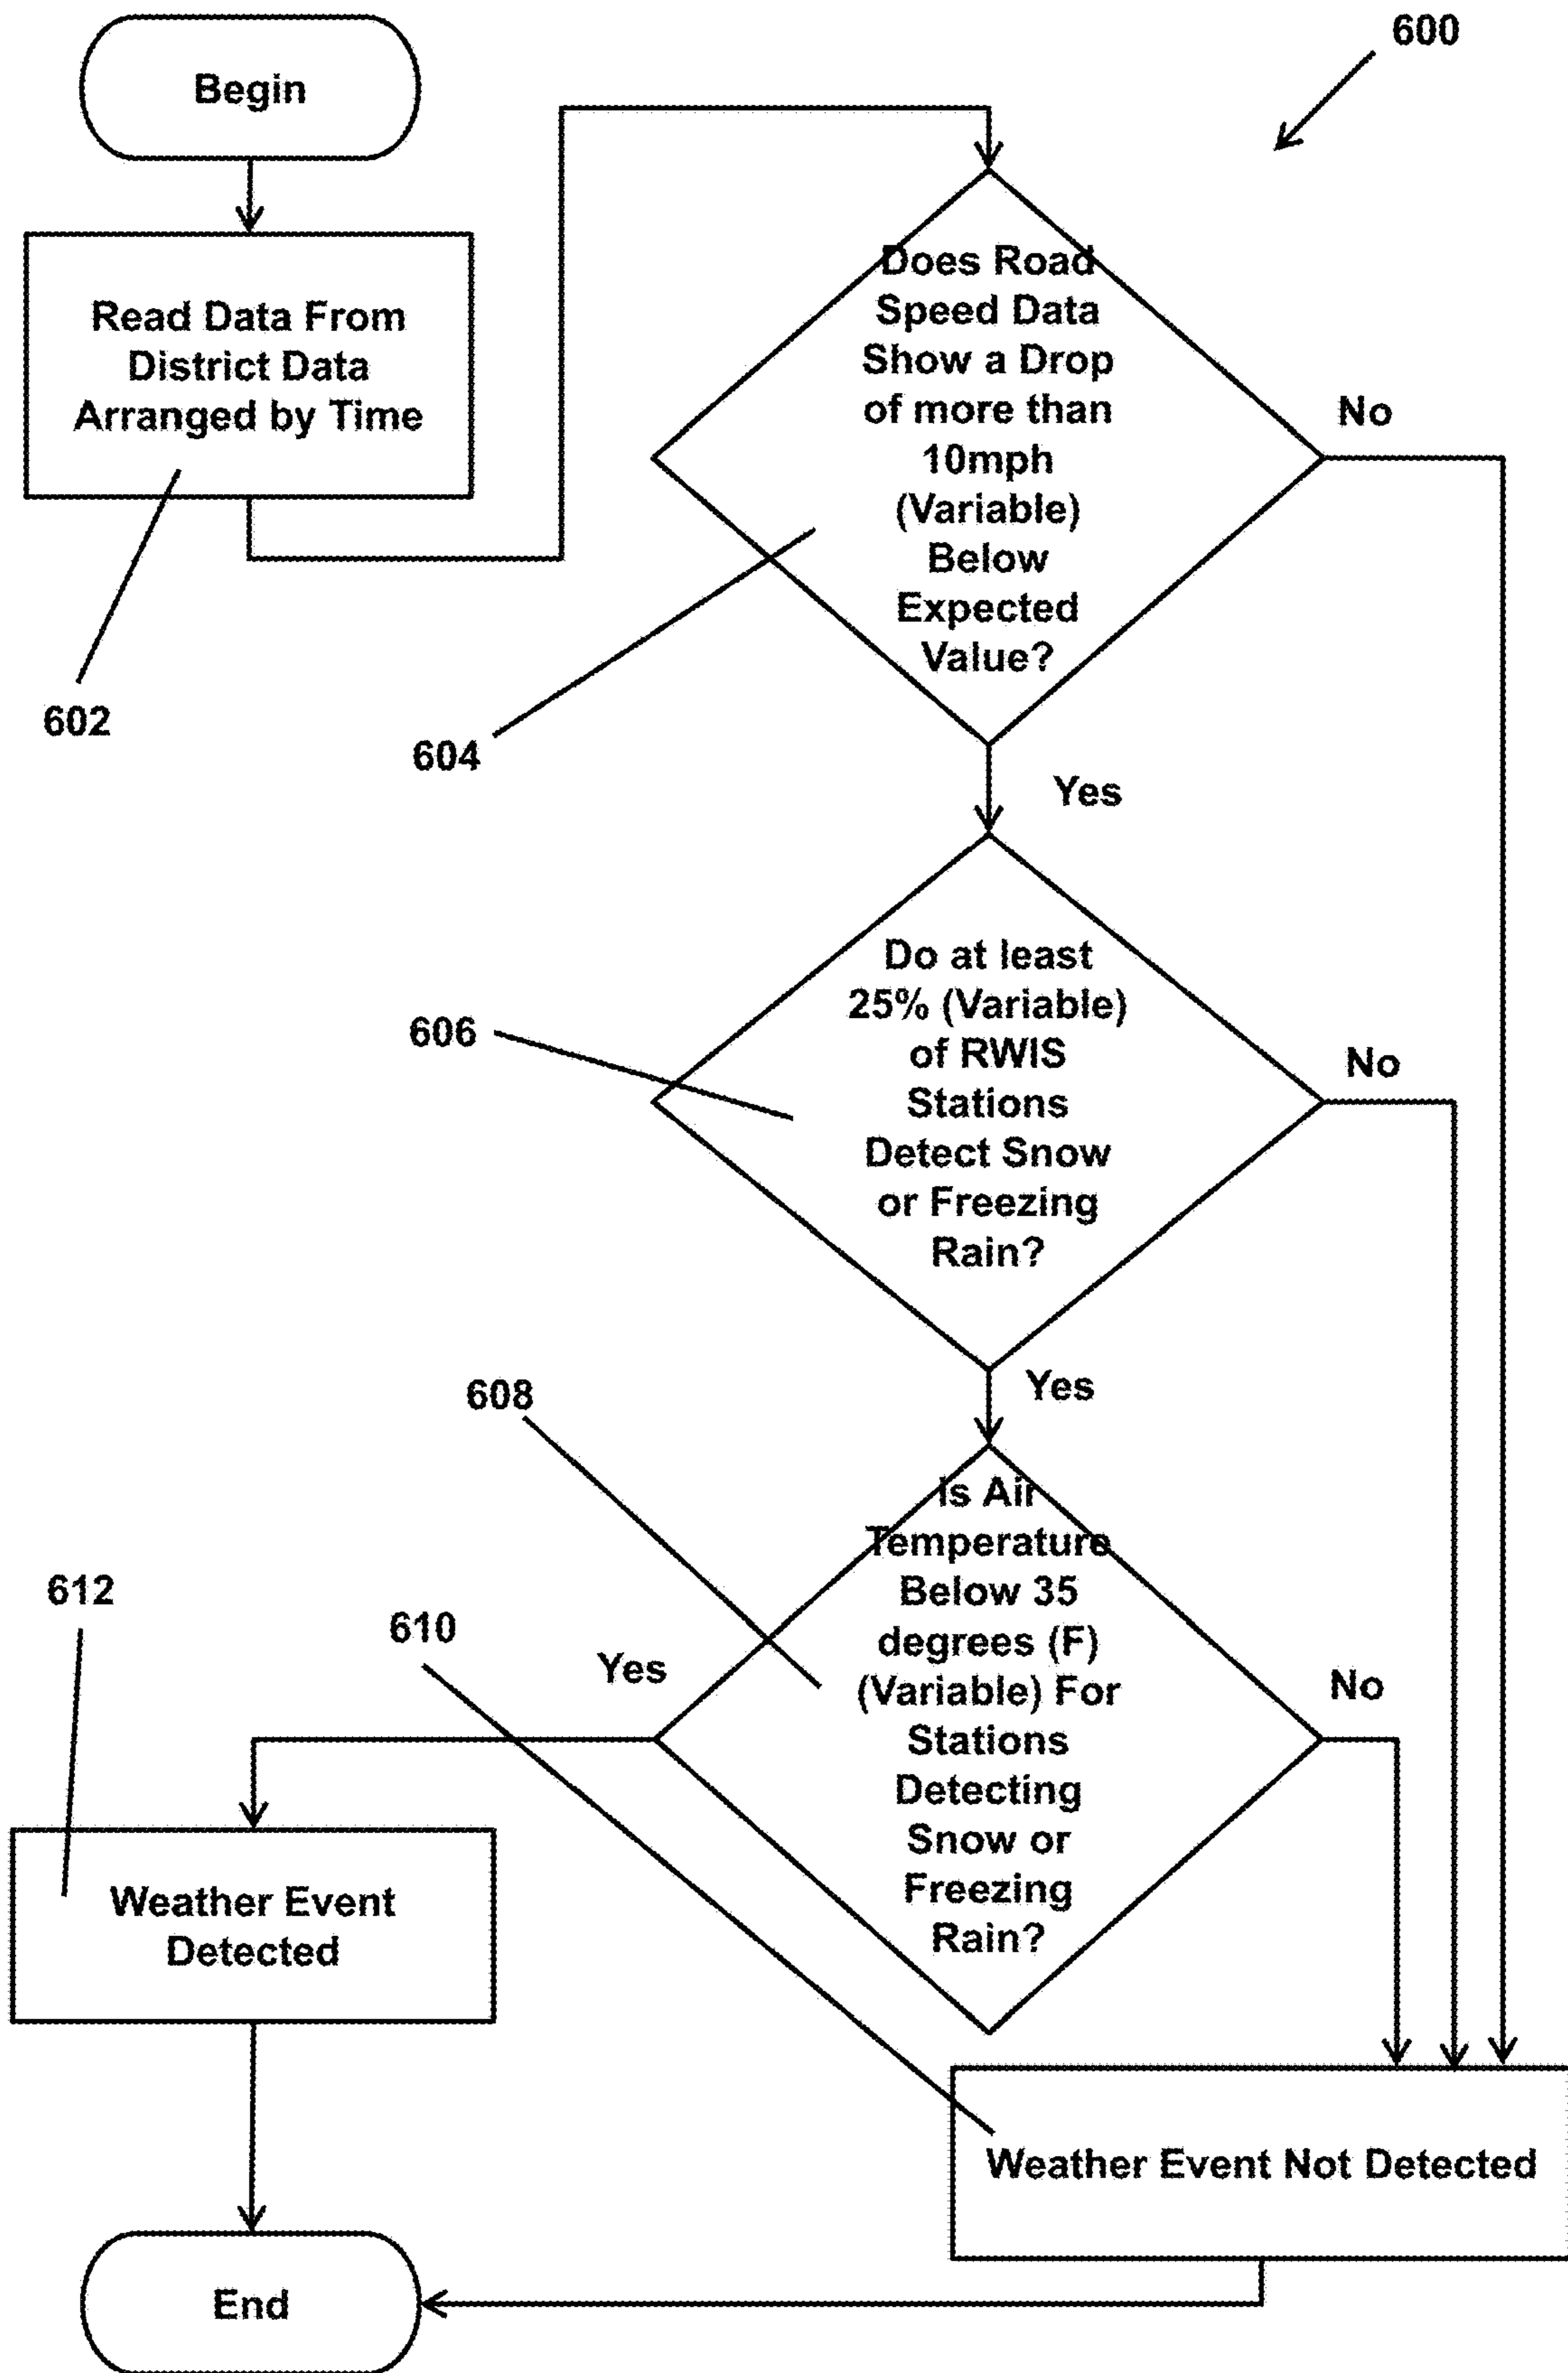 600
Begin
Read Data From
District Data
Arranged by Time
602
Does Road
Speed Data
Show a Drop
of more than
10mph
(Variable)
Below
Expected
Value?
No
604
Yes
Do at least
25% (Variable)
of RWIS
Stations
Detect Snow
or Freezing
Rain?
606
No
Yes
608
Is Air
Temperature
Below 35
degrees (F)
(Variable) For
Stations
Detecting
Snow or
Freezing
Rain?
612
610
Yes
No
Weather Event
Detected
Weather Event Not Detected
End